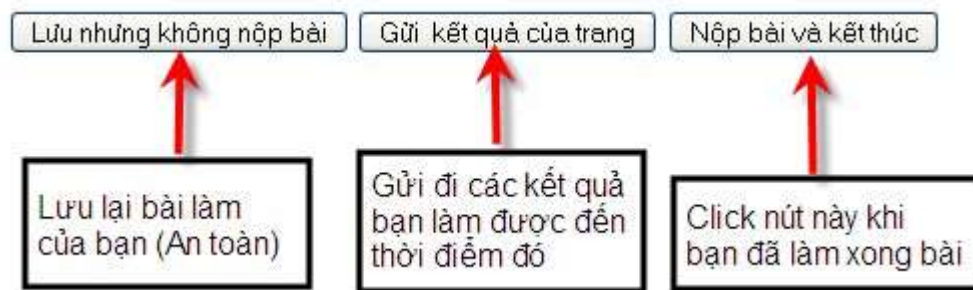 Lưu nhưng không nộp bài
Gửi kết quả của trang
Nộp bài và kết thúc
Lưu lại bài làm
của bạn (An toàn)
Gửi đi các kết quả
bạn làm được đến
thời điểm đó
Click nút này khi
bạn đã làm xong bài